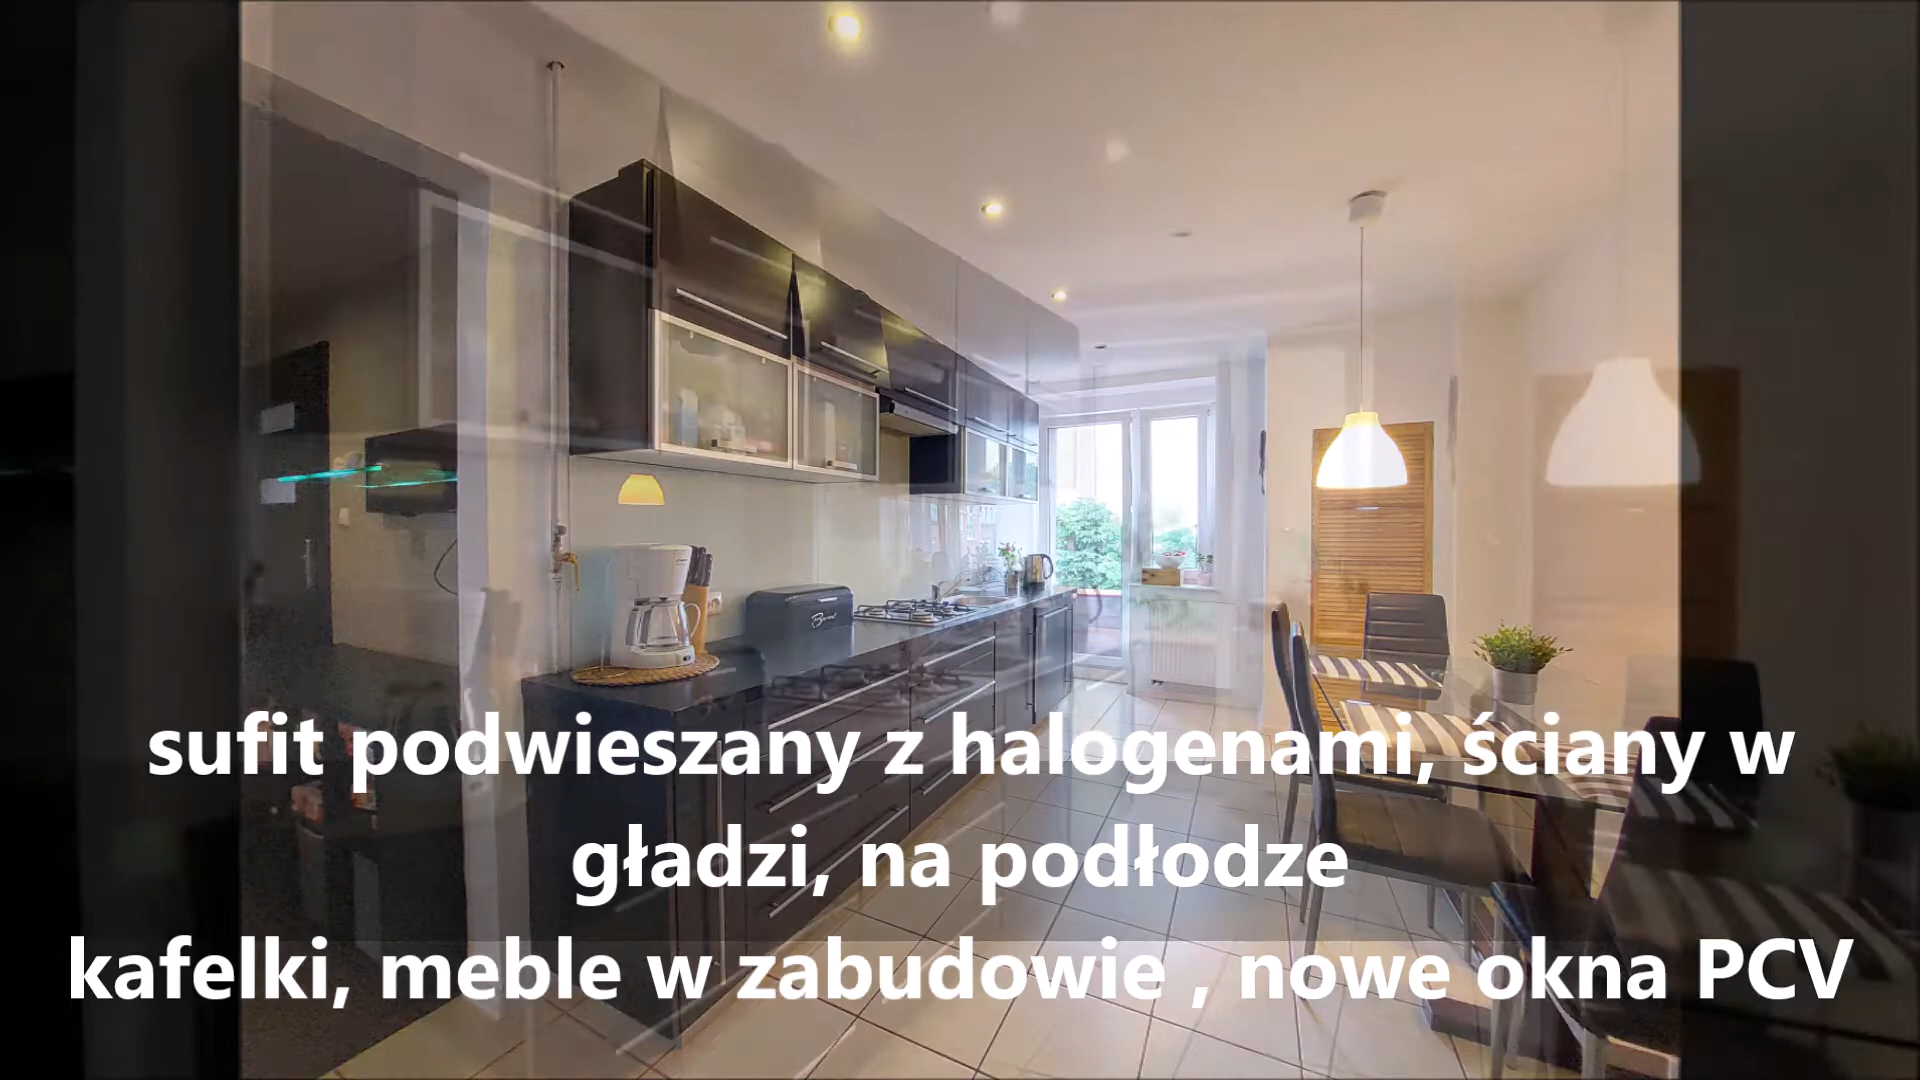 sufit podwieszany z halogenami, ściany w
gładzi, na podłodze
kafelki, meble w zabudowie , nowe okna PCV